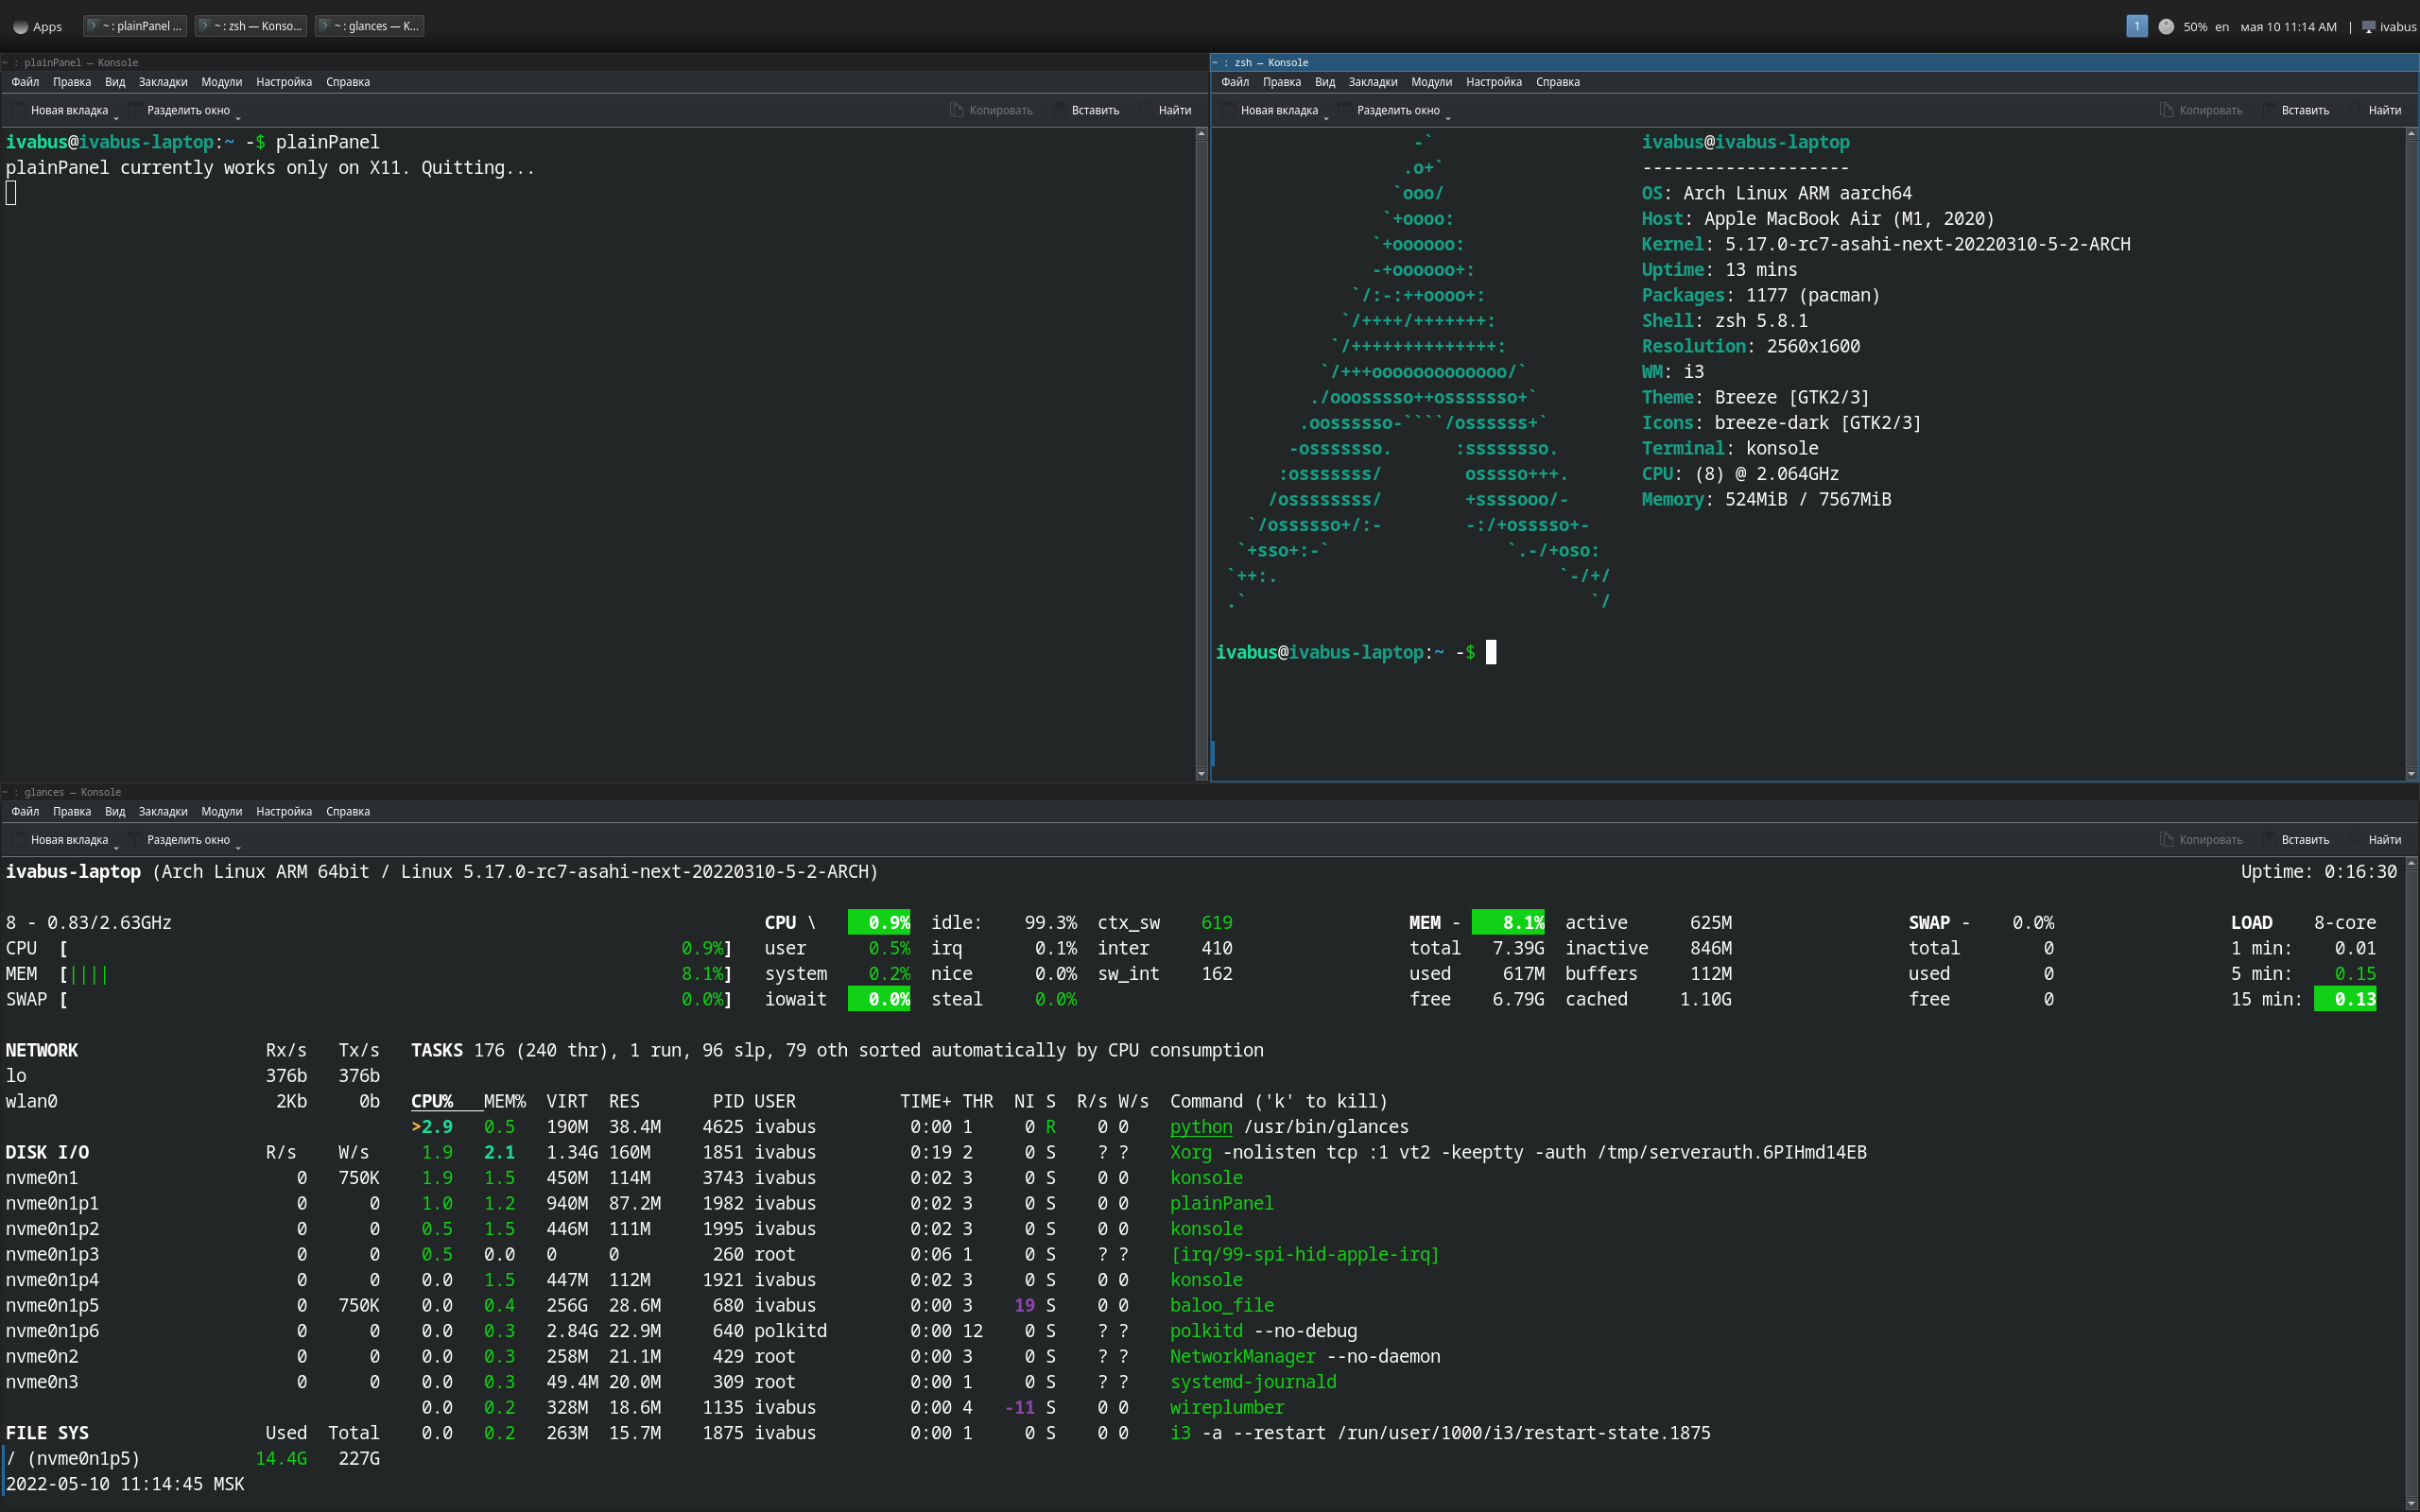 Apps ~ : plainPanel ... ~ : zsh — Konso... ~ : glances — K... 1 50% en мая 10 11:14 AM | ivabus
~ : plainPanel — Konsole
Файл Правка Вид Закладки Модули Настройка Справка
Новая вкладка Разделить окно Копировать Вставить Найти
ivabus@ivabus-laptop:~ -$ plainPanel
plainPanel currently works only on X11. Quitting...
~ : zsh — Konsole
Файл Правка Вид Закладки Модули Настройка Справка
Новая вкладка Разделить окно Копировать Вставить Найти
                   -`                    ivabus@ivabus-laptop
                  .o+`                   --------------------
                 `ooo/                   OS: Arch Linux ARM aarch64
                `+oooo:                  Host: Apple MacBook Air (M1, 2020)
               `+oooooo:                 Kernel: 5.17.0-rc7-asahi-next-20220310-5-2-ARCH
               -+oooooo+:                Uptime: 13 mins
             `/:-:++oooo+:               Packages: 1177 (pacman)
            `/++++/+++++++:              Shell: zsh 5.8.1
           `/++++++++++++++:             Resolution: 2560x1600
          `/+++ooooooooooooo/`           WM: i3
         ./ooosssso++osssssso+`          Theme: Breeze [GTK2/3]
        .oossssso-````/ossssss+`         Icons: breeze-dark [GTK2/3]
       -osssssso.      :ssssssso.        Terminal: konsole
      :osssssss/        osssso+++.       CPU: (8) @ 2.064GHz
     /ossssssss/        +ssssooo/-       Memory: 524MiB / 7567MiB
   `/ossssso+/:-        -:/+osssso+-
  `+sso+:-`                 `.-/+oso:
 `++:.                           `-/+/
 .`                                 `/
ivabus@ivabus-laptop:~ -$
~ : glances — Konsole
Файл Правка Вид Закладки Модули Настройка Справка
Новая вкладка Разделить окно Копировать Вставить Найти
ivabus-laptop (Arch Linux ARM 64bit / Linux 5.17.0-rc7-asahi-next-20220310-5-2-ARCH) Uptime: 0:16:30
8 - 0.83/2.63GHz CPU \ 0.9% idle: 99.3% ctx_sw 619 MEM - 8.1% active 625M SWAP - 0.0% LOAD 8-core
CPU [ 0.9%] user 0.5% irq 0.1% inter 410 total 7.39G inactive 846M total 0 1 min: 0.01
MEM [|||| 8.1%] system 0.2% nice 0.0% sw_int 162 used 617M buffers 112M used 0 5 min: 0.15
SWAP [ 0.0%] iowait 0.0% steal 0.0% free 6.79G cached 1.10G free 0 15 min: 0.13
NETWORK Rx/s Tx/s TASKS 176 (240 thr), 1 run, 96 slp, 79 oth sorted automatically by CPU consumption
lo 376b 376b
wlan0 2Kb 0b CPU% MEM% VIRT RES PID USER TIME+ THR NI S R/s W/s Command ('k' to kill)
>2.9 0.5 190M 38.4M 4625 ivabus 0:00 1 0 R 0 0 python /usr/bin/glances
DISK I/O R/s W/s 1.9 2.1 1.34G 160M 1851 ivabus 0:19 2 0 S ? ? Xorg -nolisten tcp :1 vt2 -keeptty -auth /tmp/serverauth.6PIHmd14EB
nvme0n1 0 750K 1.9 1.5 450M 114M 3743 ivabus 0:02 3 0 S 0 0 konsole
nvme0n1p1 0 0 1.0 1.2 940M 87.2M 1982 ivabus 0:02 3 0 S 0 0 plainPanel
nvme0n1p2 0 0 0.5 1.5 446M 111M 1995 ivabus 0:02 3 0 S 0 0 konsole
nvme0n1p3 0 0 0.5 0.0 0 0 260 root 0:06 1 0 S ? ? [irq/99-spi-hid-apple-irq]
nvme0n1p4 0 0 0.0 1.5 447M 112M 1921 ivabus 0:02 3 0 S 0 0 konsole
nvme0n1p5 0 750K 0.0 0.4 256G 28.6M 680 ivabus 0:00 3 19 S 0 0 baloo_file
nvme0n1p6 0 0 0.0 0.3 2.84G 22.9M 640 polkitd 0:00 12 0 S ? ? polkitd --no-debug
nvme0n2 0 0 0.0 0.3 258M 21.1M 429 root 0:00 3 0 S ? ? NetworkManager --no-daemon
nvme0n3 0 0 0.0 0.3 49.4M 20.0M 309 root 0:00 1 0 S ? ? systemd-journald
0.0 0.2 328M 18.6M 1135 ivabus 0:00 4 -11 S 0 0 wireplumber
FILE SYS Used Total 0.0 0.2 263M 15.7M 1875 ivabus 0:00 1 0 S 0 0 i3 -a --restart /run/user/1000/i3/restart-state.1875
/ (nvme0n1p5) 14.4G 227G
2022-05-10 11:14:45 MSK